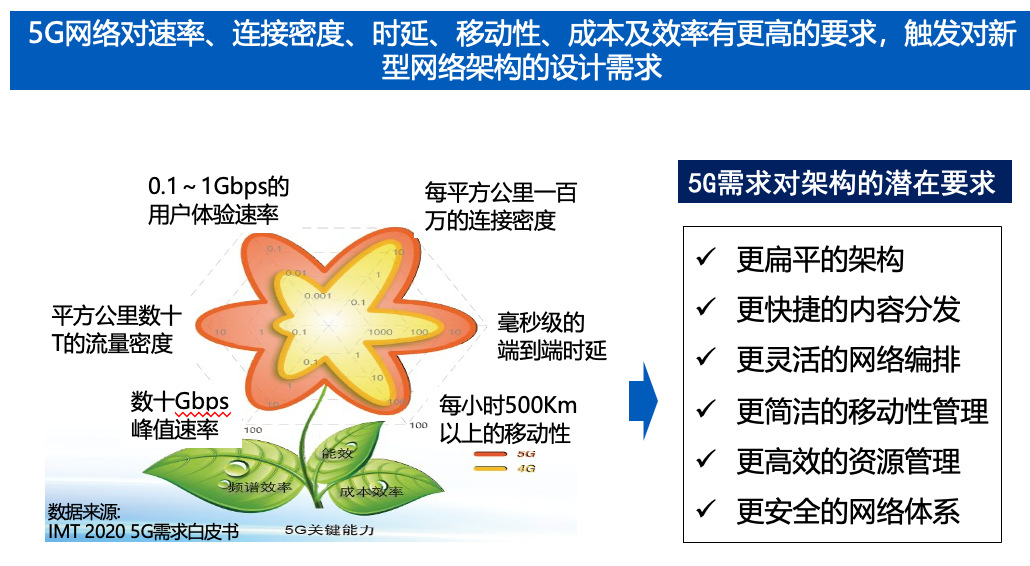 5G网络对速率、连接密度、时延、移动性、成本及效率有更高的要求，触发对新
型网络架构的设计需求
0.1～1Gbps的
用户体验速率
每平方公里一百
万的连接密度
平方公里数十
T的流量密度
毫秒级的
端到端时延
数十Gbps
峰值速率
每小时500Km
以上的移动性
0.1
0.01
0.001
10
1
0.1
10
1
0.1
1000
100
10
0.1
1
10
100
1
10
100
100
5G
4G
能效
频谱效率
成本效率
5G关键能力
数据来源:
IMT 2020 5G需求白皮书
5G需求对架构的潜在要求
✓ 更扁平的架构
✓ 更快捷的内容分发
✓ 更灵活的网络编排
✓ 更简洁的移动性管理
✓ 更高效的资源管理
✓ 更安全的网络体系